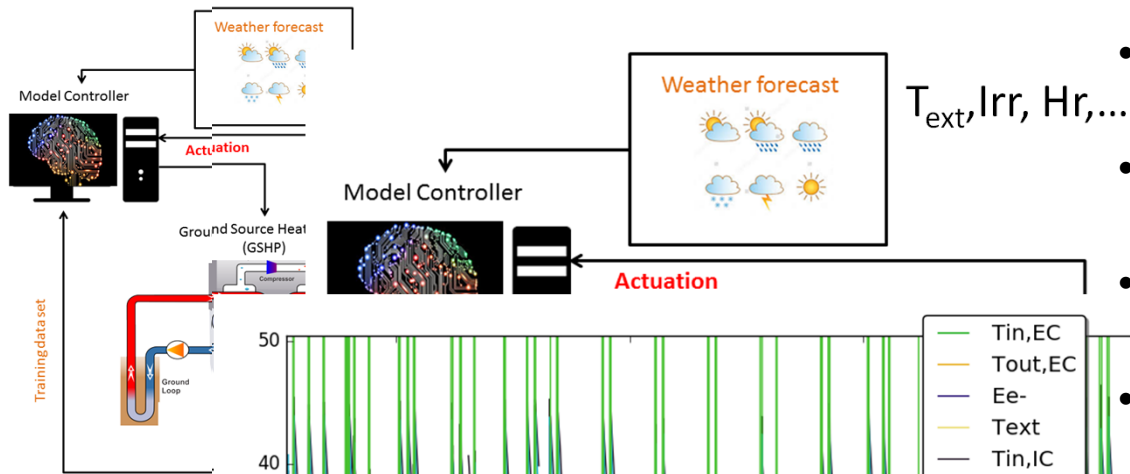 Weather forecast
Model Controller
Actuation
Ground Source Heat
(GSHP)
Compressor
Training data set
Ground
Loop
Weather forecast
Model Controller
Actuation
Text,Irr, Hr,...
50
40
Tin,EC
Tout,EC
Ee-
Text
Tin,IC